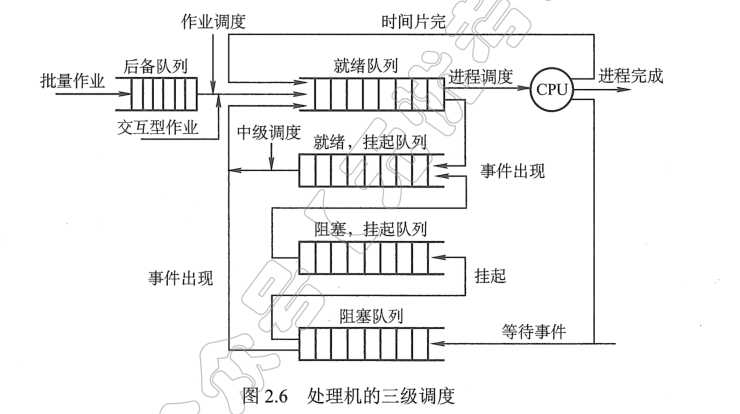 作业调度
时间片完
后备队列
就绪队列
批量作业
进程调度
CPU
进程完成
交互型作业
中级调度
就绪，挂起队列
事件出现
阻塞，挂起队列
事件出现
挂起
阻塞队列
等待事件
图 2.6 处理机的三级调度